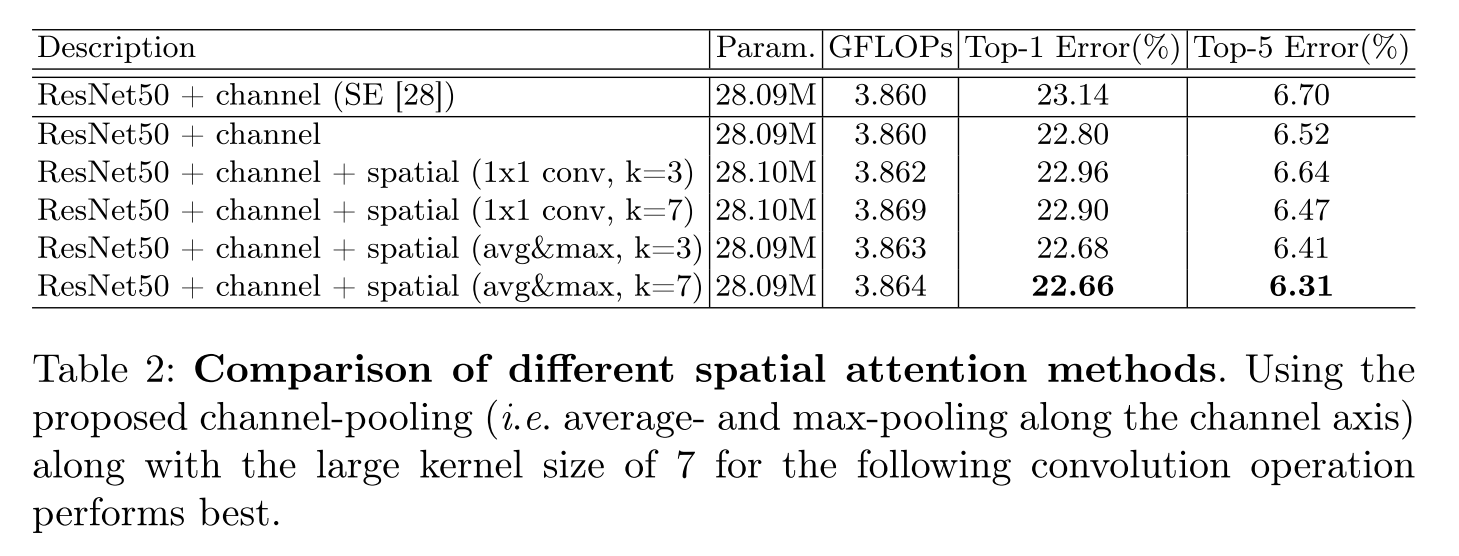 Description Param. GFLOPs Top-1 Error(%) Top-5 Error(%)
ResNet50 + channel (SE [28]) 28.09M 3.860 23.14 6.70
ResNet50 + channel 28.09M 3.860 22.80 6.52
ResNet50 + channel + spatial (1x1 conv, k=3) 28.10M 3.862 22.96 6.64
ResNet50 + channel + spatial (1x1 conv, k=7) 28.10M 3.869 22.90 6.47
ResNet50 + channel + spatial (avg&max, k=3) 28.09M 3.863 22.68 6.41
ResNet50 + channel + spatial (avg&max, k=7) 28.09M 3.864 22.66 6.31
Table 2: Comparison of different spatial attention methods. Using the
proposed channel-pooling (i.e. average- and max-pooling along the channel axis)
along with the large kernel size of 7 for the following convolution operation
performs best.